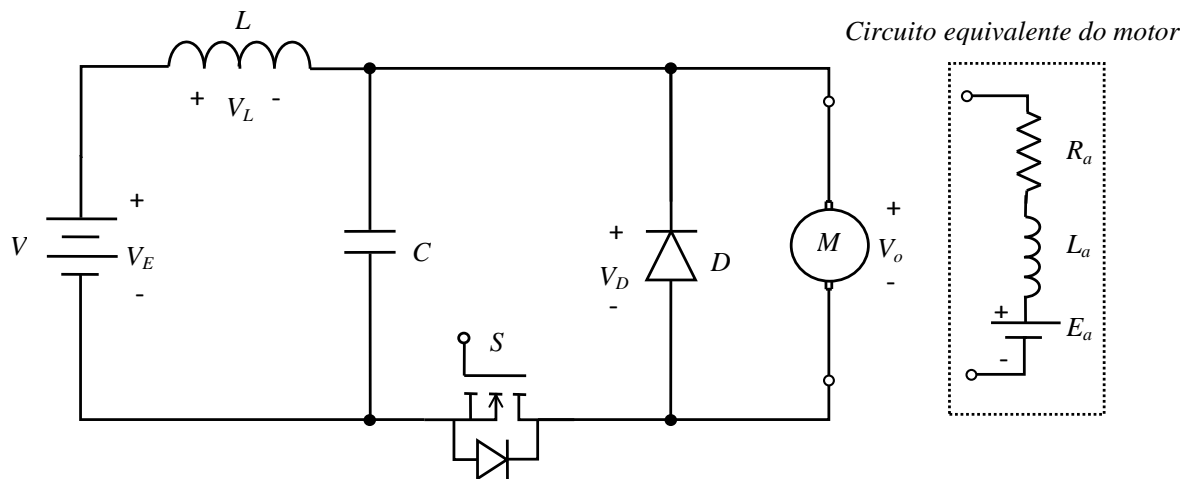 L
Circuito equivalente do motor
+ V_L -
V
+
V_E
-
C
+
V_D
-
D
M
+
V_o
-
S
R_a
L_a
+
E_a
-